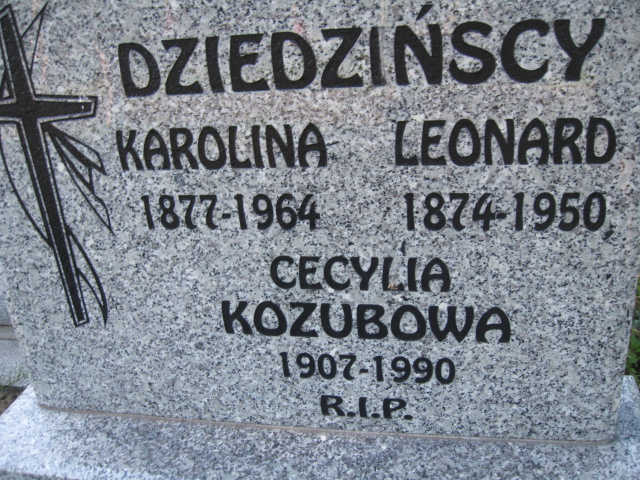 DZIEDZIŃSCY
KAROLINA LEONARD
1877-1964 1874-1950
CECYLIA
KOZUBOWA
1907-1990
R.I.P.